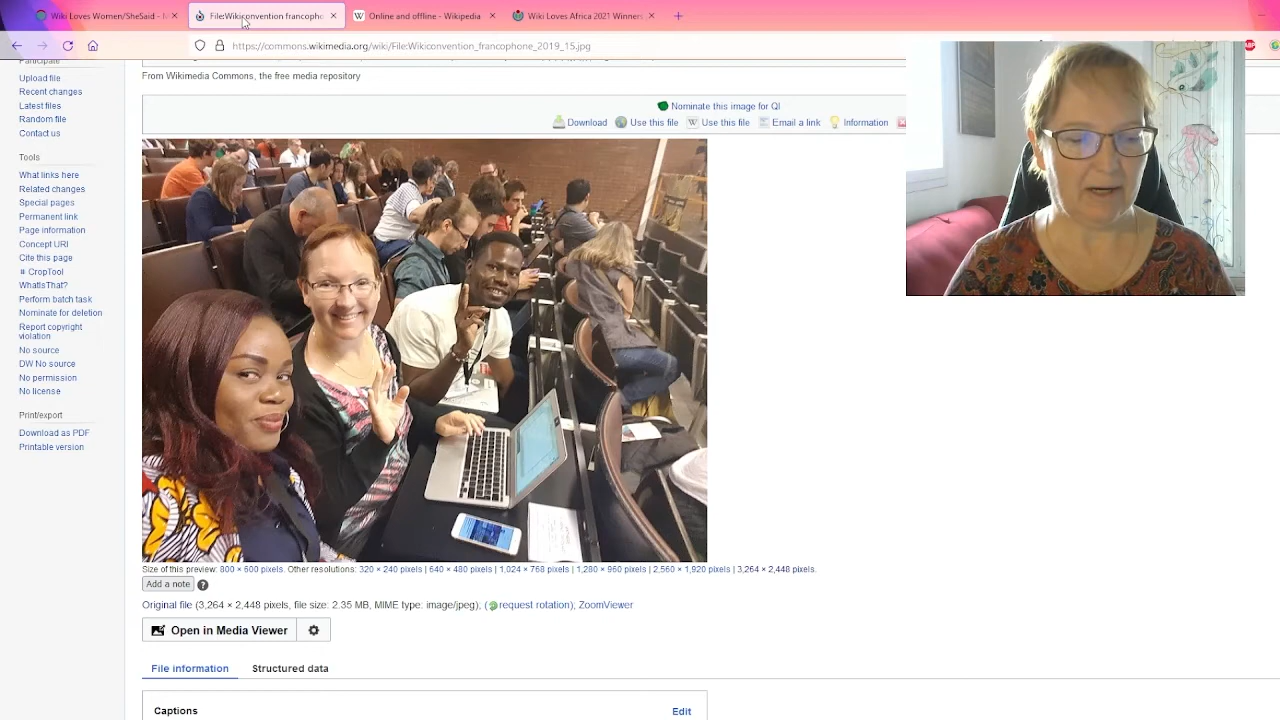 Wiki Loves Women/SheSaid - M
File:Wikiconvention francopho
Online and offline - Wikipedia
Wiki Loves Africa 2021 Winners
https://commons.wikimedia.org/wiki/File:Wikiconvention_francophone_2019_15.jpg
Participate
From Wikimedia Commons, the free media repository
Upload file
Recent changes
Latest files
Random file
Contact us
Nominate this image for QI
Download Use this file Use this file Email a link Information
Tools
What links here
Related changes
Special pages
Permanent link
Page information
Concept URI
Cite this page
# CropTool
WhatIsThat?
Perform batch task
Nominate for deletion
Report copyright
violation
No source
DW No source
No permission
No license
Print/export
Download as PDF
Printable version
Size of this preview: 800 × 600 pixels. Other resolutions: 320 × 240 pixels | 640 × 480 pixels | 1,024 × 768 pixels | 1,280 × 960 pixels | 2,560 × 1,920 pixels | 3,264 × 2,448 pixels.
Add a note ?
Original file (3,264 × 2,448 pixels, file size: 2.35 MB, MIME type: image/jpeg); (request rotation); ZoomViewer
Open in Media Viewer
File information Structured data
Captions Edit